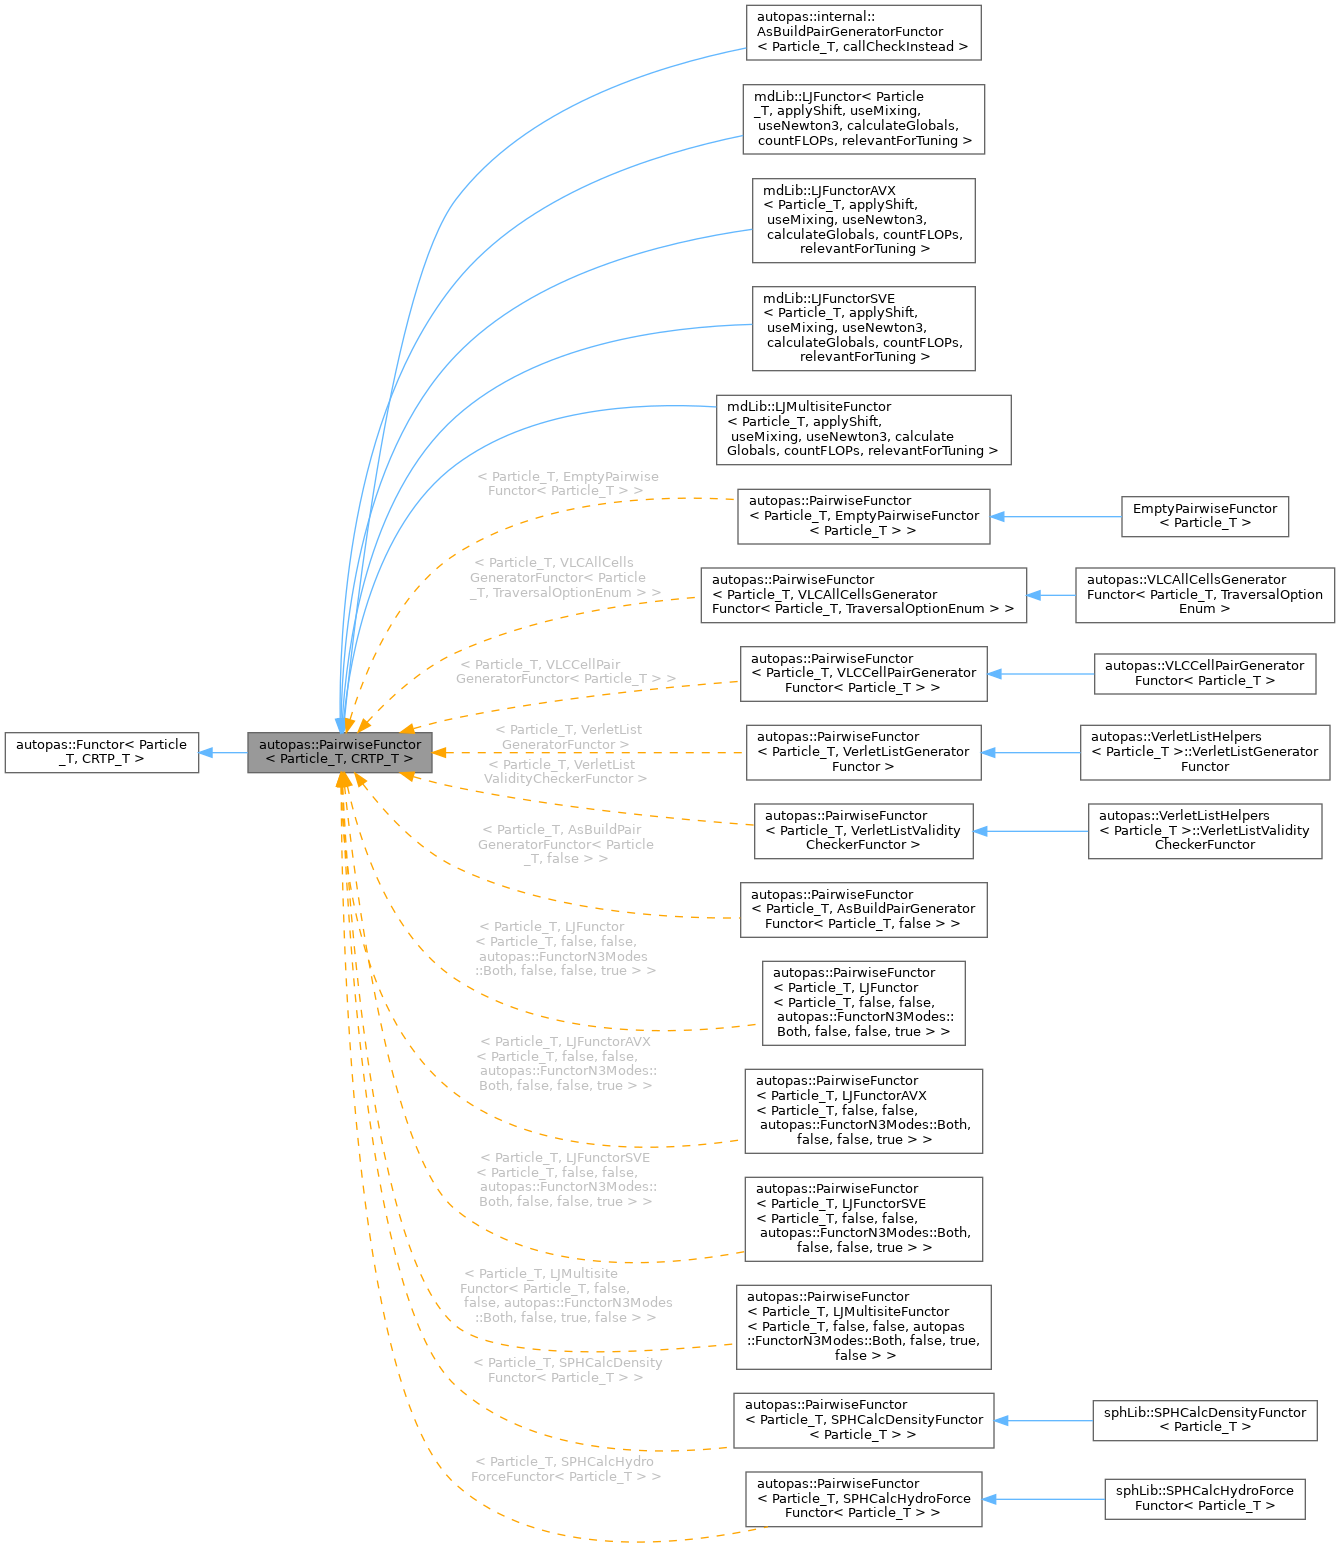 autopas::internal::
AsBuildPairGeneratorFunctor
< Particle_T, callCheckInstead >
mdLib::LJFunctor< Particle
_T, applyShift, useMixing,
useNewton3, calculateGlobals,
countFLOPs, relevantForTuning >
mdLib::LJFunctorAVX
< Particle_T, applyShift,
useMixing, useNewton3,
calculateGlobals, countFLOPs,
relevantForTuning >
mdLib::LJFunctorSVE
< Particle_T, applyShift,
useMixing, useNewton3,
calculateGlobals, countFLOPs,
relevantForTuning >
mdLib::LJMultisiteFunctor
< Particle_T, applyShift,
useMixing, useNewton3, calculate
Globals, countFLOPs, relevantForTuning >
< Particle_T, EmptyPairwise
Functor< Particle_T > >
autopas::PairwiseFunctor
< Particle_T, EmptyPairwiseFunctor
< Particle_T > >
EmptyPairwiseFunctor
< Particle_T >
< Particle_T, VLCAllCells
GeneratorFunctor< Particle
_T, TraversalOptionEnum > >
autopas::PairwiseFunctor
< Particle_T, VLCAllCellsGenerator
Functor< Particle_T, TraversalOptionEnum > >
autopas::VLCAllCellsGenerator
Functor< Particle_T, TraversalOption
Enum >
< Particle_T, VLCCellPair
GeneratorFunctor< Particle_T > >
autopas::PairwiseFunctor
< Particle_T, VLCCellPairGenerator
Functor< Particle_T > >
autopas::VLCCellPairGenerator
Functor< Particle_T >
autopas::Functor< Particle
_T, CRTP_T >
autopas::PairwiseFunctor
< Particle_T, CRTP_T >
< Particle_T, VerletList
GeneratorFunctor >
autopas::PairwiseFunctor
< Particle_T, VerletListGenerator
Functor >
autopas::VerletListHelpers
< Particle_T >::VerletListGenerator
Functor
< Particle_T, VerletList
ValidityCheckerFunctor >
autopas::PairwiseFunctor
< Particle_T, VerletListValidity
CheckerFunctor >
autopas::VerletListHelpers
< Particle_T >::VerletListValidity
CheckerFunctor
< Particle_T, AsBuildPair
GeneratorFunctor< Particle
_T, false > >
autopas::PairwiseFunctor
< Particle_T, AsBuildPairGenerator
Functor< Particle_T, false > >
< Particle_T, LJFunctor
< Particle_T, false, false,
autopas::FunctorN3Modes
::Both, false, false, true > >
autopas::PairwiseFunctor
< Particle_T, LJFunctor
< Particle_T, false, false,
autopas::FunctorN3Modes::
Both, false, false, true > >
< Particle_T, LJFunctorAVX
< Particle_T, false, false,
autopas::FunctorN3Modes::
Both, false, false, true > >
autopas::PairwiseFunctor
< Particle_T, LJFunctorAVX
< Particle_T, false, false,
autopas::FunctorN3Modes::Both,
false, false, true > >
< Particle_T, LJFunctorSVE
< Particle_T, false, false,
autopas::FunctorN3Modes::
Both, false, false, true > >
autopas::PairwiseFunctor
< Particle_T, LJFunctorSVE
< Particle_T, false, false,
autopas::FunctorN3Modes::Both,
false, false, true > >
< Particle_T, LJMultisite
Functor< Particle_T, false,
false, autopas::FunctorN3Modes
::Both, false, true, false > >
autopas::PairwiseFunctor
< Particle_T, LJMultisiteFunctor
< Particle_T, false, false, autopas
::FunctorN3Modes::Both, false, true,
false > >
< Particle_T, SPHCalcDensity
Functor< Particle_T > >
autopas::PairwiseFunctor
< Particle_T, SPHCalcDensityFunctor
< Particle_T > >
sphLib::SPHCalcDensityFunctor
< Particle_T >
< Particle_T, SPHCalcHydro
ForceFunctor< Particle_T > >
autopas::PairwiseFunctor
< Particle_T, SPHCalcHydroForce
Functor< Particle_T > >
sphLib::SPHCalcHydroForce
Functor< Particle_T >